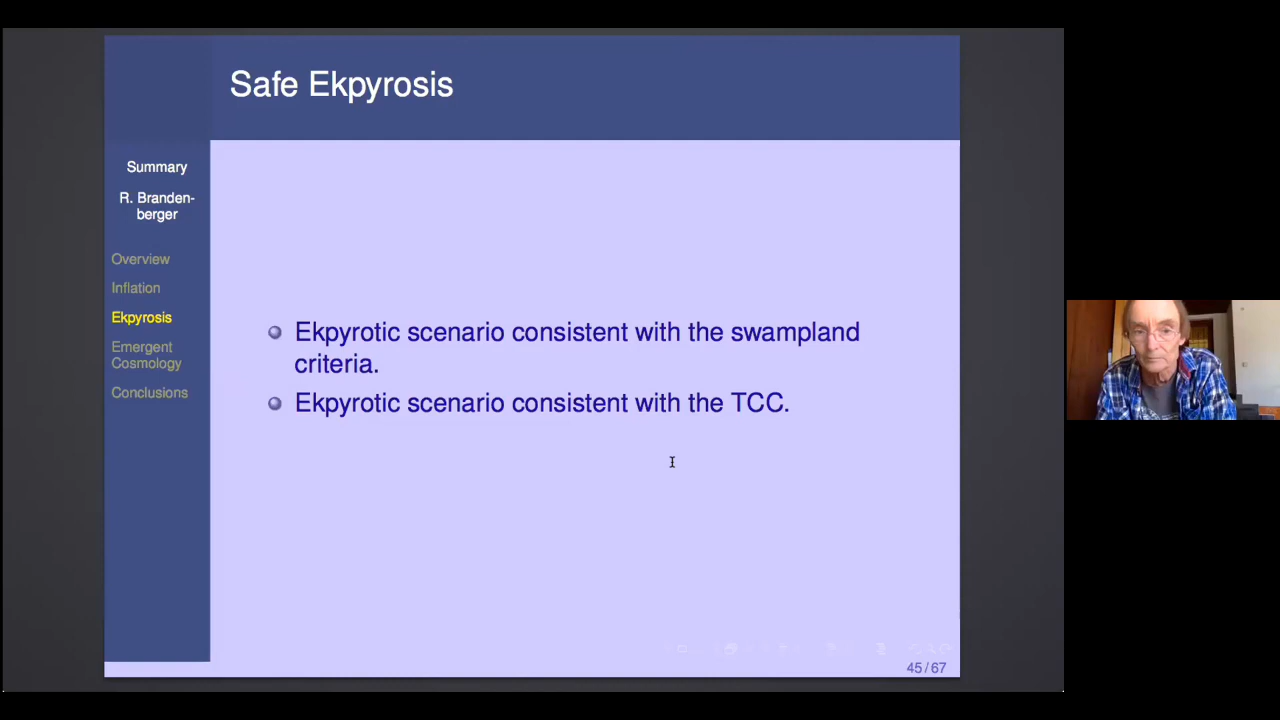 Safe Ekpyrosis
Summary
R. Branden-
berger
Overview
Inflation
Ekpyrosis
Emergent
Cosmology
Conclusions
Ekpyrotic scenario consistent with the swampland
criteria.
Ekpyrotic scenario consistent with the TCC.
45 / 67